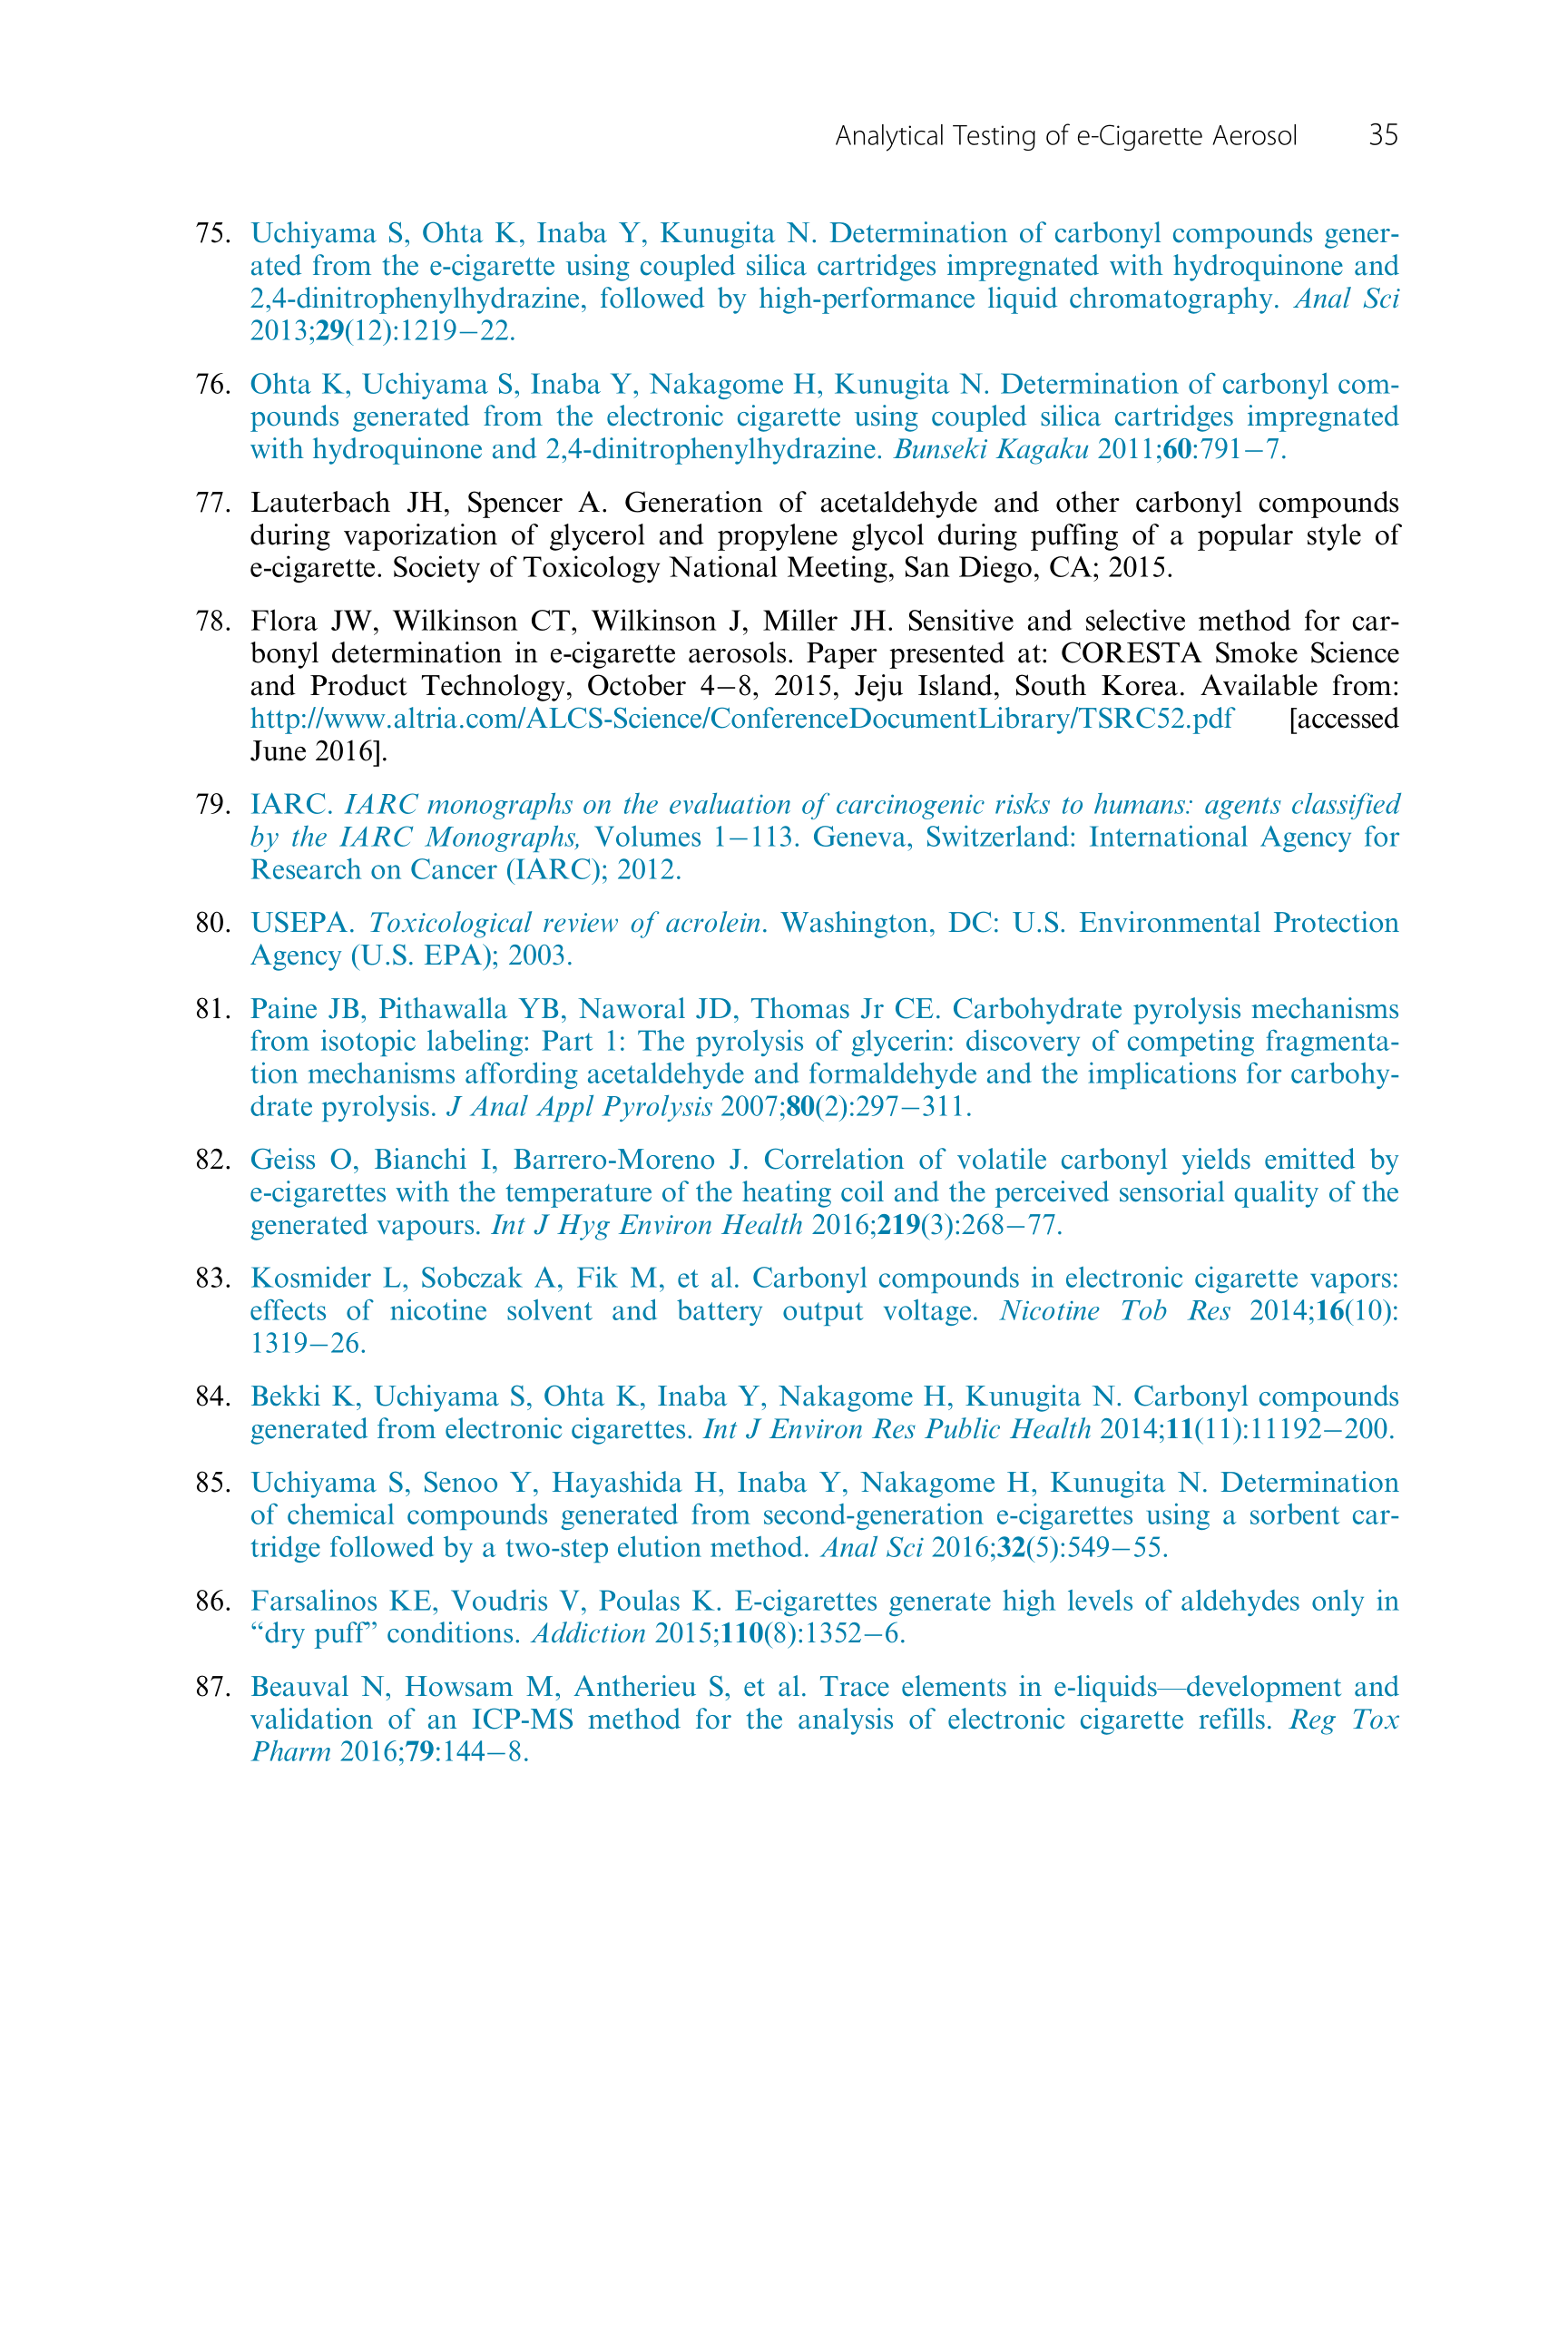 Analytical Testing of e-Cigarette Aerosol 35
75. Uchiyama S, Ohta K, Inaba Y, Kunugita N. Determination of carbonyl compounds gener-
ated from the e-cigarette using coupled silica cartridges impregnated with hydroquinone and
2,4-dinitrophenylhydrazine, followed by high-performance liquid chromatography. Anal Sci
2013;29(12):1219–22.
76. Ohta K, Uchiyama S, Inaba Y, Nakagome H, Kunugita N. Determination of carbonyl com-
pounds generated from the electronic cigarette using coupled silica cartridges impregnated
with hydroquinone and 2,4-dinitrophenylhydrazine. Bunseki Kagaku 2011;60:791–7.
77. Lauterbach JH, Spencer A. Generation of acetaldehyde and other carbonyl compounds
during vaporization of glycerol and propylene glycol during puffing of a popular style of
e-cigarette. Society of Toxicology National Meeting, San Diego, CA; 2015.
78. Flora JW, Wilkinson CT, Wilkinson J, Miller JH. Sensitive and selective method for car-
bonyl determination in e-cigarette aerosols. Paper presented at: CORESTA Smoke Science
and Product Technology, October 4–8, 2015, Jeju Island, South Korea. Available from:
http://www.altria.com/ALCS-Science/ConferenceDocumentLibrary/TSRC52.pdf [accessed
June 2016].
79. IARC. IARC monographs on the evaluation of carcinogenic risks to humans: agents classified
by the IARC Monographs, Volumes 1–113. Geneva, Switzerland: International Agency for
Research on Cancer (IARC); 2012.
80. USEPA. Toxicological review of acrolein. Washington, DC: U.S. Environmental Protection
Agency (U.S. EPA); 2003.
81. Paine JB, Pithawalla YB, Naworal JD, Thomas Jr CE. Carbohydrate pyrolysis mechanisms
from isotopic labeling: Part 1: The pyrolysis of glycerin: discovery of competing fragmenta-
tion mechanisms affording acetaldehyde and formaldehyde and the implications for carbohy-
drate pyrolysis. J Anal Appl Pyrolysis 2007;80(2):297–311.
82. Geiss O, Bianchi I, Barrero-Moreno J. Correlation of volatile carbonyl yields emitted by
e-cigarettes with the temperature of the heating coil and the perceived sensorial quality of the
generated vapours. Int J Hyg Environ Health 2016;219(3):268–77.
83. Kosmider L, Sobczak A, Fik M, et al. Carbonyl compounds in electronic cigarette vapors:
effects of nicotine solvent and battery output voltage. Nicotine Tob Res 2014;16(10):
1319–26.
84. Bekki K, Uchiyama S, Ohta K, Inaba Y, Nakagome H, Kunugita N. Carbonyl compounds
generated from electronic cigarettes. Int J Environ Res Public Health 2014;11(11):11192–200.
85. Uchiyama S, Senoo Y, Hayashida H, Inaba Y, Nakagome H, Kunugita N. Determination
of chemical compounds generated from second-generation e-cigarettes using a sorbent car-
tridge followed by a two-step elution method. Anal Sci 2016;32(5):549–55.
86. Farsalinos KE, Voudris V, Poulas K. E-cigarettes generate high levels of aldehydes only in
“dry puff” conditions. Addiction 2015;110(8):1352–6.
87. Beauval N, Howsam M, Antherieu S, et al. Trace elements in e-liquids—development and
validation of an ICP-MS method for the analysis of electronic cigarette refills. Reg Tox
Pharm 2016;79:144–8.